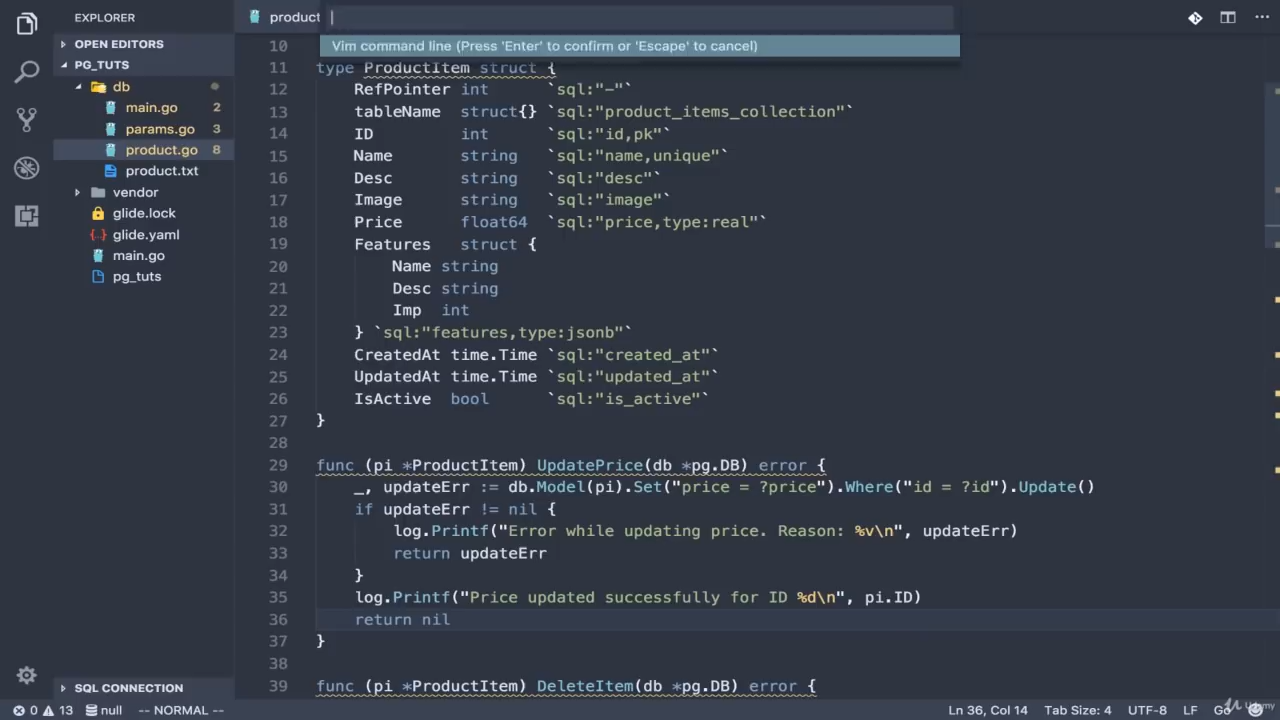 EXPLORER
OPEN EDITORS
PG_TUTS
db
main.go 2
params.go 3
product.go 8
product.txt
vendor
glide.lock
glide.yaml
main.go
pg_tuts
SQL CONNECTION
product
Vim command line (Press 'Enter' to confirm or 'Escape' to cancel)
10
11 type ProductItem struct {
12 RefPointer int `sql:"-"`
13 tableName struct{} `sql:"product_items_collection"`
14 ID int `sql:"id,pk"`
15 Name string `sql:"name,unique"`
16 Desc string `sql:"desc"`
17 Image string `sql:"image"`
18 Price float64 `sql:"price,type:real"`
19 Features struct {
20 Name string
21 Desc string
22 Imp int
23 } `sql:"features,type:jsonb"`
24 CreatedAt time.Time `sql:"created_at"`
25 UpdatedAt time.Time `sql:"updated_at"`
26 IsActive bool `sql:"is_active"`
27 }
28
29 func (pi *ProductItem) UpdatePrice(db *pg.DB) error {
30 _, updateErr := db.Model(pi).Set("price = ?price").Where("id = ?id").Update()
31 if updateErr != nil {
32 log.Printf("Error while updating price. Reason: %v\n", updateErr)
33 return updateErr
34 }
35 log.Printf("Price updated successfully for ID %d\n", pi.ID)
36 return nil
37 }
38
39 func (pi *ProductItem) DeleteItem(db *pg.DB) error {
0 13 null -- NORMAL -- Ln 36, Col 14 Tab Size: 4 UTF-8 LF Go
Udemy